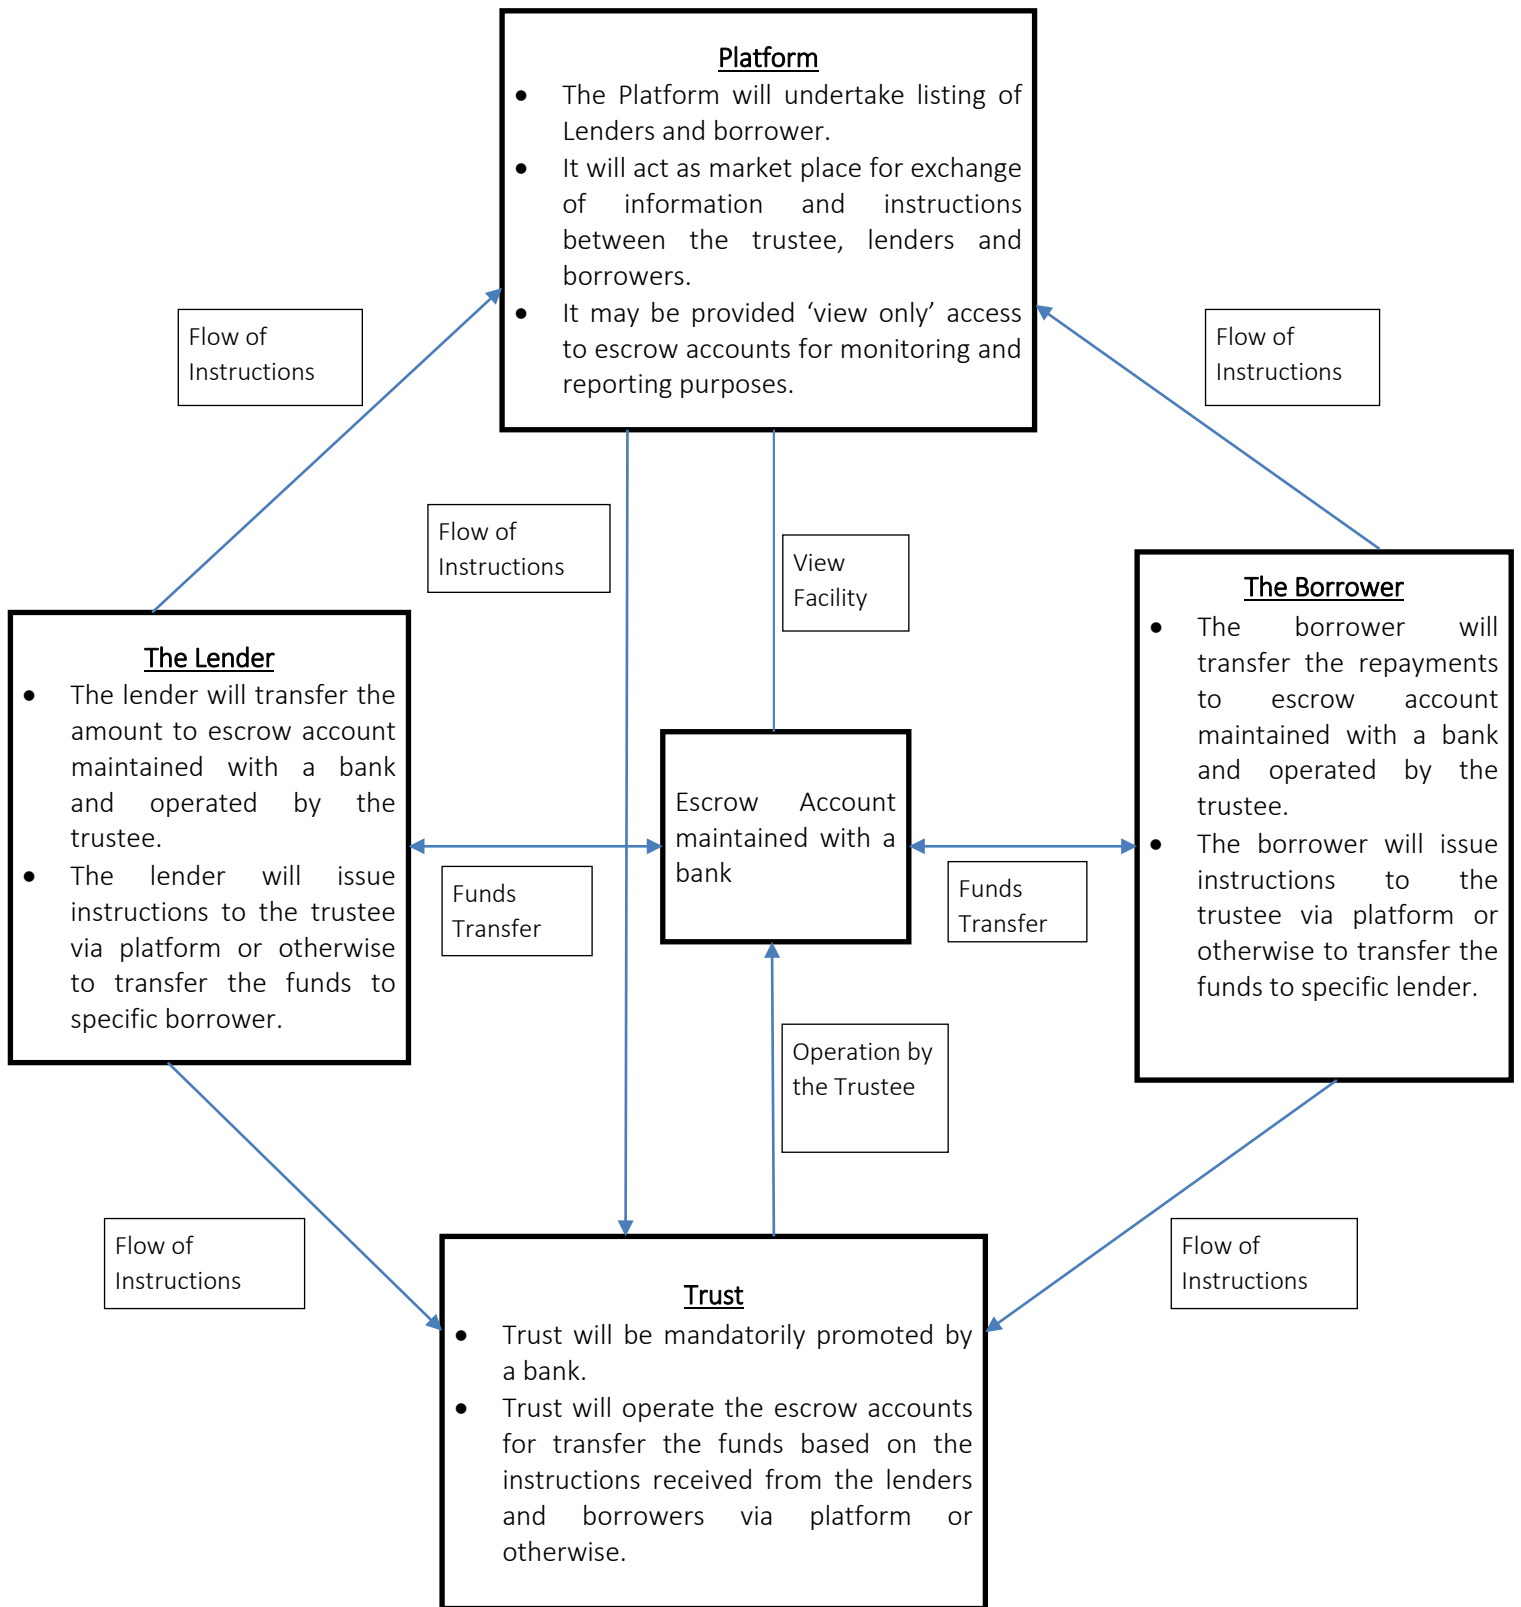 Platform
• The Platform will undertake listing of
Lenders and borrower.
• It will act as market place for exchange
of information and instructions
between the trustee, lenders and
borrowers.
• It may be provided ‘view only’ access
to escrow accounts for monitoring and
reporting purposes.
Flow of
Instructions
Flow of
Instructions
Flow of
Instructions
View
Facility
The Lender
• The lender will transfer the
amount to escrow account
maintained with a bank
and operated by the
trustee.
• The lender will issue
instructions to the trustee
via platform or otherwise
to transfer the funds to
specific borrower.
Funds
Transfer
Escrow Account
maintained with a
bank
Funds
Transfer
The Borrower
• The borrower will
transfer the repayments
to escrow account
maintained with a bank
and operated by the
trustee.
• The borrower will issue
instructions to the
trustee via platform or
otherwise to transfer the
funds to specific lender.
Operation by
the Trustee
Flow of
Instructions
Flow of
Instructions
Trust
• Trust will be mandatorily promoted by
a bank.
• Trust will operate the escrow accounts
for transfer the funds based on the
instructions received from the lenders
and borrowers via platform or
otherwise.